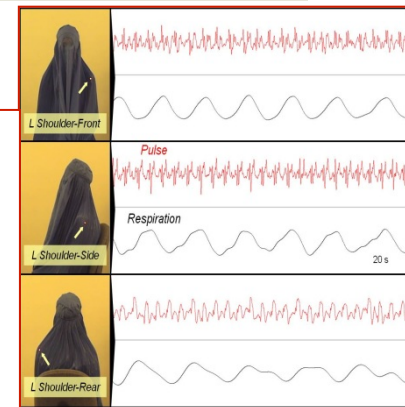 L Shoulder-Front
Pulse
Respiration
20 s
L Shoulder-Side
L Shoulder-Rear